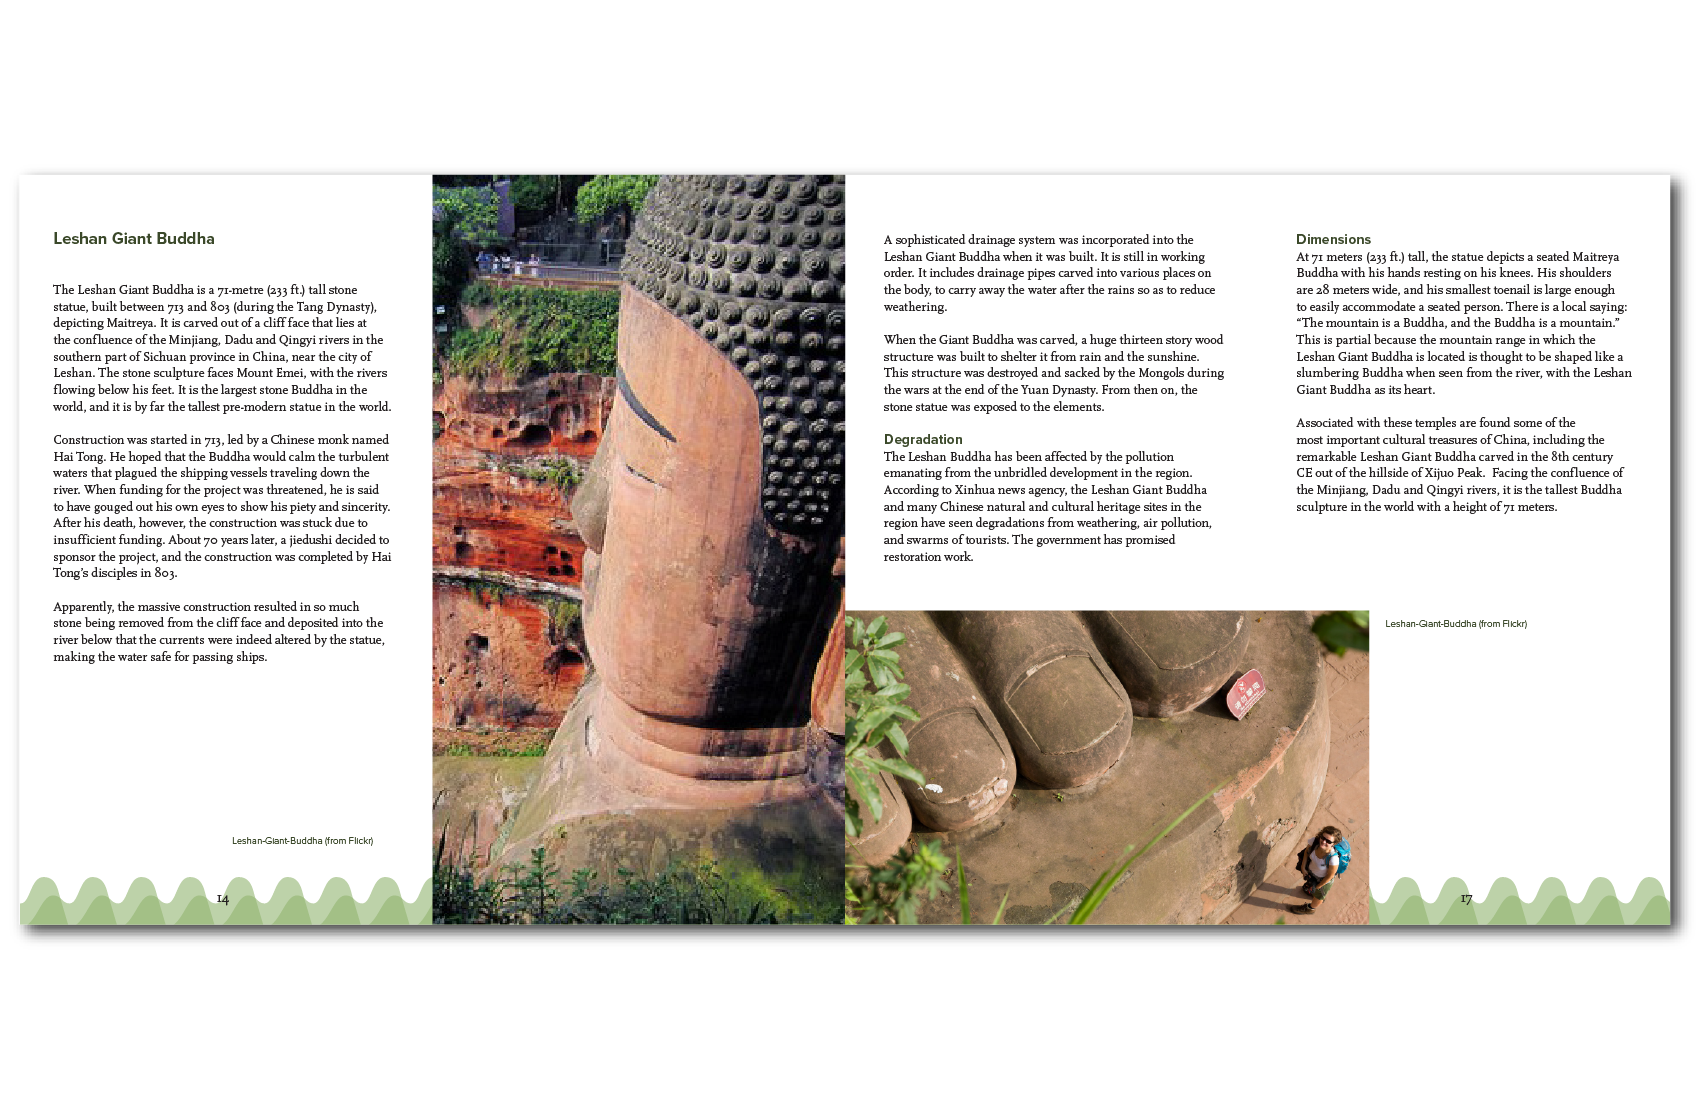 Leshan Giant Buddha
The Leshan Giant Buddha is a 71-metre (233 ft.) tall stone
statue, built between 713 and 803 (during the Tang Dynasty),
depicting Maitreya. It is carved out of a cliff face that lies at
the confluence of the Minjiang, Dadu and Qingyi rivers in the
southern part of Sichuan province in China, near the city of
Leshan. The stone sculpture faces Mount Emei, with the rivers
flowing below his feet. It is the largest stone Buddha in the
world, and it is by far the tallest pre-modern statue in the world.
Construction was started in 713, led by a Chinese monk named
Hai Tong. He hoped that the Buddha would calm the turbulent
waters that plagued the shipping vessels traveling down the
river. When funding for the project was threatened, he is said
to have gouged out his own eyes to show his piety and sincerity.
After his death, however, the construction was stuck due to
insufficient funding. About 70 years later, a jiedushi decided to
sponsor the project, and the construction was completed by Hai
Tong's disciples in 803.
Apparently, the massive construction resulted in so much
stone being removed from the cliff face and deposited into the
river below that the currents were indeed altered by the statue,
making the water safe for passing ships.
Leshan-Giant-Buddha (from Flickr)
14
A sophisticated drainage system was incorporated into the
Leshan Giant Buddha when it was built. It is still in working
order. It includes drainage pipes carved into various places on
the body, to carry away the water after the rains so as to reduce
weathering.
When the Giant Buddha was carved, a huge thirteen story wood
structure was built to shelter it from rain and the sunshine.
This structure was destroyed and sacked by the Mongols during
the wars at the end of the Yuan Dynasty. From then on, the
stone statue was exposed to the elements.
Degradation
The Leshan Buddha has been affected by the pollution
emanating from the unbridled development in the region.
According to Xinhua news agency, the Leshan Giant Buddha
and many Chinese natural and cultural heritage sites in the
region have seen degradations from weathering, air pollution,
and swarms of tourists. The government has promised
restoration work.
Dimensions
At 71 meters (233 ft.) tall, the statue depicts a seated Maitreya
Buddha with his hands resting on his knees. His shoulders
are 28 meters wide, and his smallest toenail is large enough
to easily accommodate a seated person. There is a local saying:
“The mountain is a Buddha, and the Buddha is a mountain.”
This is partial because the mountain range in which the
Leshan Giant Buddha is located is thought to be shaped like a
slumbering Buddha when seen from the river, with the Leshan
Giant Buddha as its heart.
Associated with these temples are found some of the
most important cultural treasures of China, including the
remarkable Leshan Giant Buddha carved in the 8th century
CE out of the hillside of Xijuo Peak.  Facing the confluence of
the Minjiang, Dadu and Qingyi rivers, it is the tallest Buddha
sculpture in the world with a height of 71 meters.
Leshan-Giant-Buddha (from Flickr)
17